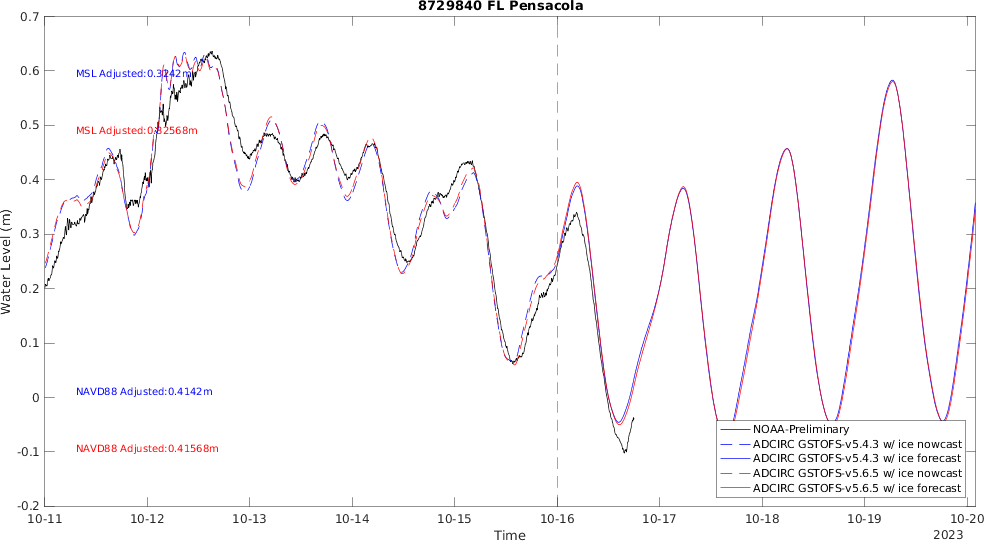 8729840 FL Pensacola
0.7
0.6
0.5
0.4
0.3
0.2
0.1
0
-0.1
-0.2
Water Level (m)
MSL Adjusted:0.3242m
MSL Adjusted:0.32568m
NAVD88 Adjusted:0.4142m
NAVD88 Adjusted:0.41568m
NOAA-Preliminary
ADCIRC GSTOFS-v5.4.3 w/ ice nowcast
ADCIRC GSTOFS-v5.4.3 w/ ice forecast
ADCIRC GSTOFS-v5.6.5 w/ ice nowcast
ADCIRC GSTOFS-v5.6.5 w/ ice forecast
10-11 10-12 10-13 10-14 10-15 10-16 10-17 10-18 10-19 10-20
Time
2023